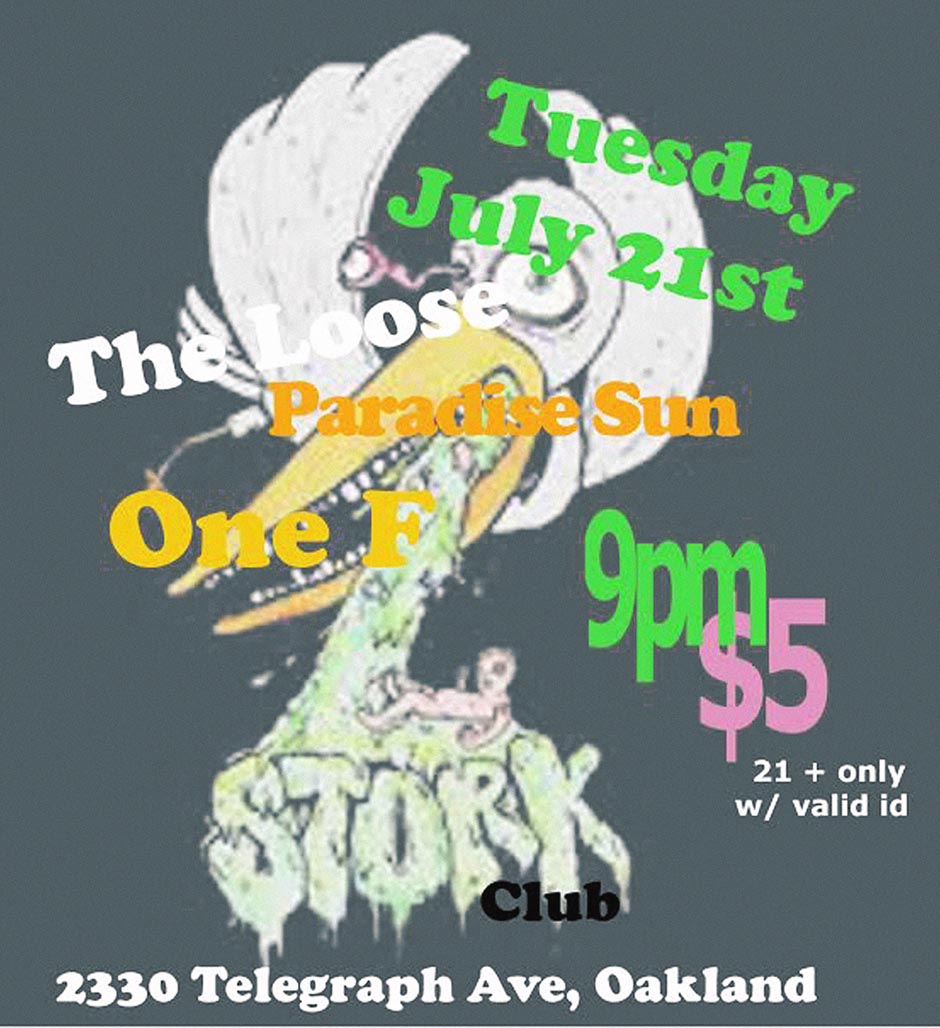 Tuesday
July 21st
The Loose
Paradise Sun
One F
9pm
$5
21 + only
w/ valid id
STORK
Club
2330 Telegraph Ave, Oakland